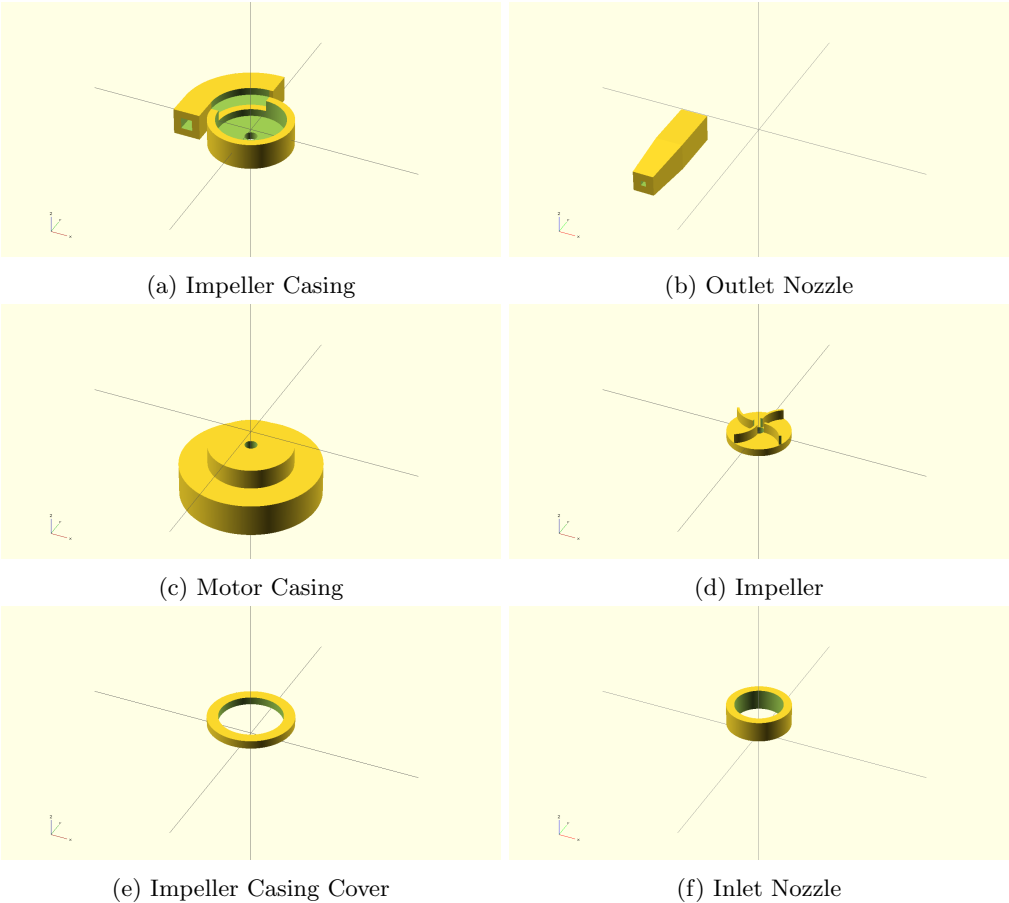 (a) Impeller Casing
(b) Outlet Nozzle
(c) Motor Casing
(d) Impeller
(e) Impeller Casing Cover
(f) Inlet Nozzle